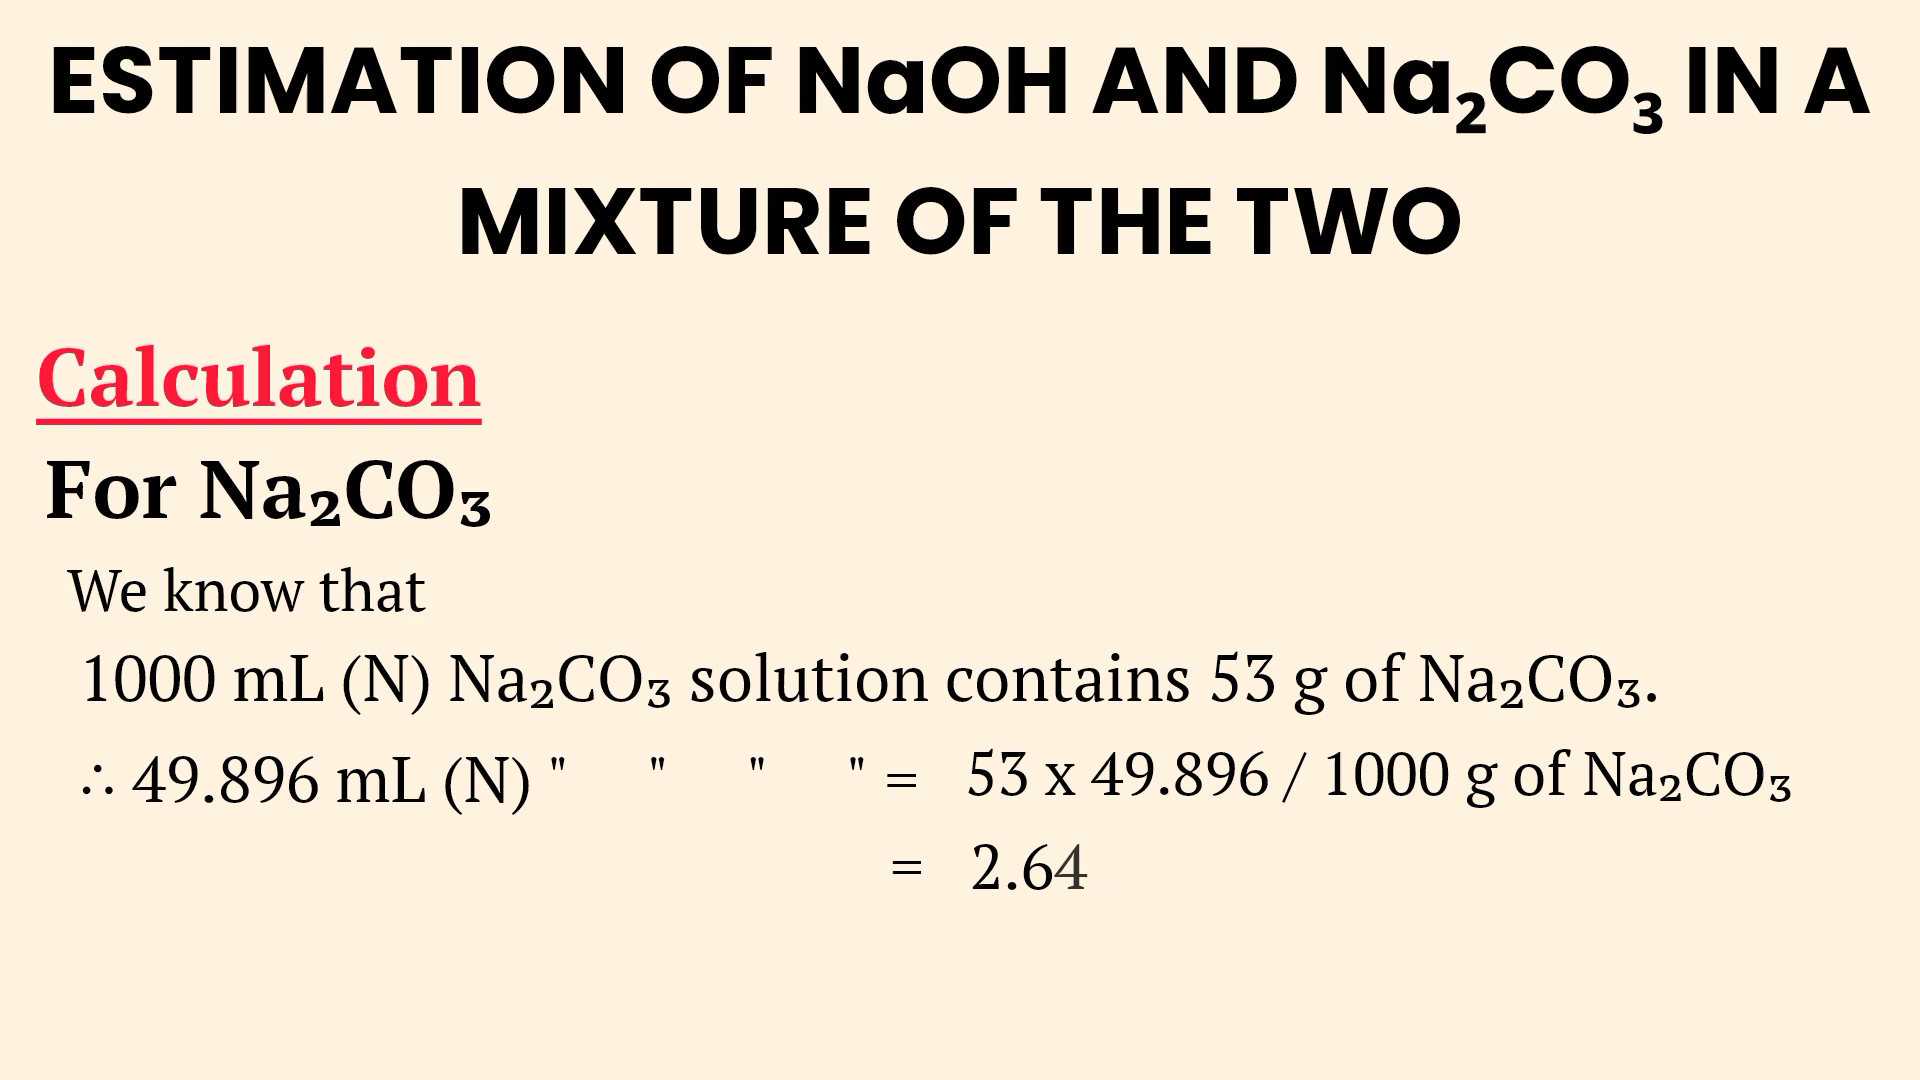 ESTIMATION OF NaOH AND Na₂CO₃ IN A
MIXTURE OF THE TWO
Calculation
For Na₂CO₃
We know that
1000 mL (N) Na₂CO₃ solution contains 53 g of Na₂CO₃.
∴ 49.896 mL (N) " " " " = 53 x 49.896 / 1000 g of Na₂CO₃
= 2.64